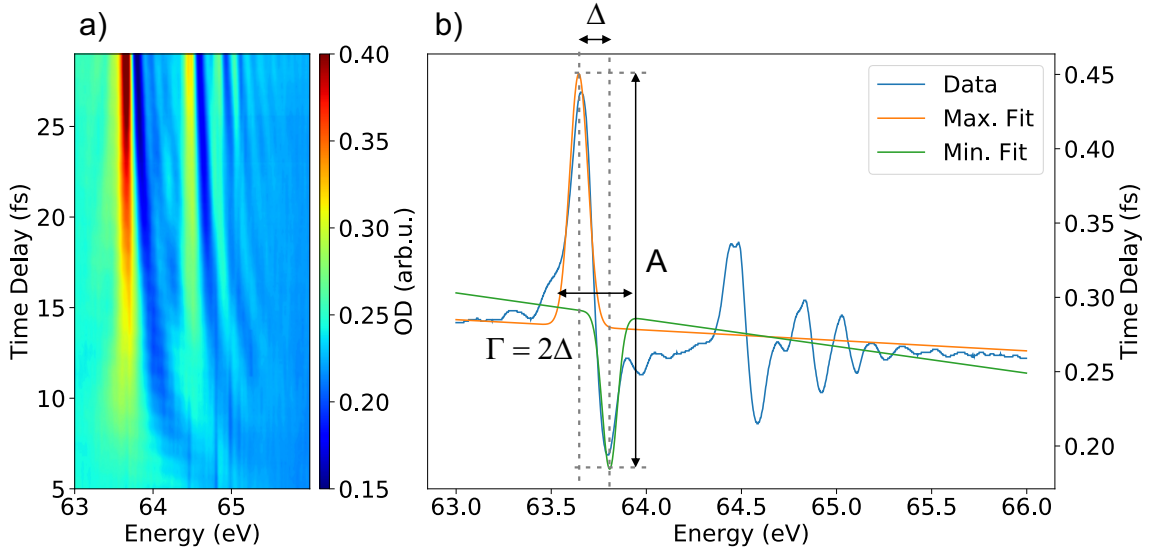 a)
0.40
0.35
0.30
0.25
0.20
0.15
OD (arb.u.)
25
20
15
10
5
Time Delay (fs)
63
64
65
Energy (eV)
b)
Δ
A
Γ = 2Δ
Data
Max. Fit
Min. Fit
0.45
0.40
0.35
0.30
0.25
0.20
Time Delay (fs)
63.0
63.5
64.0
64.5
65.0
65.5
66.0
Energy (eV)